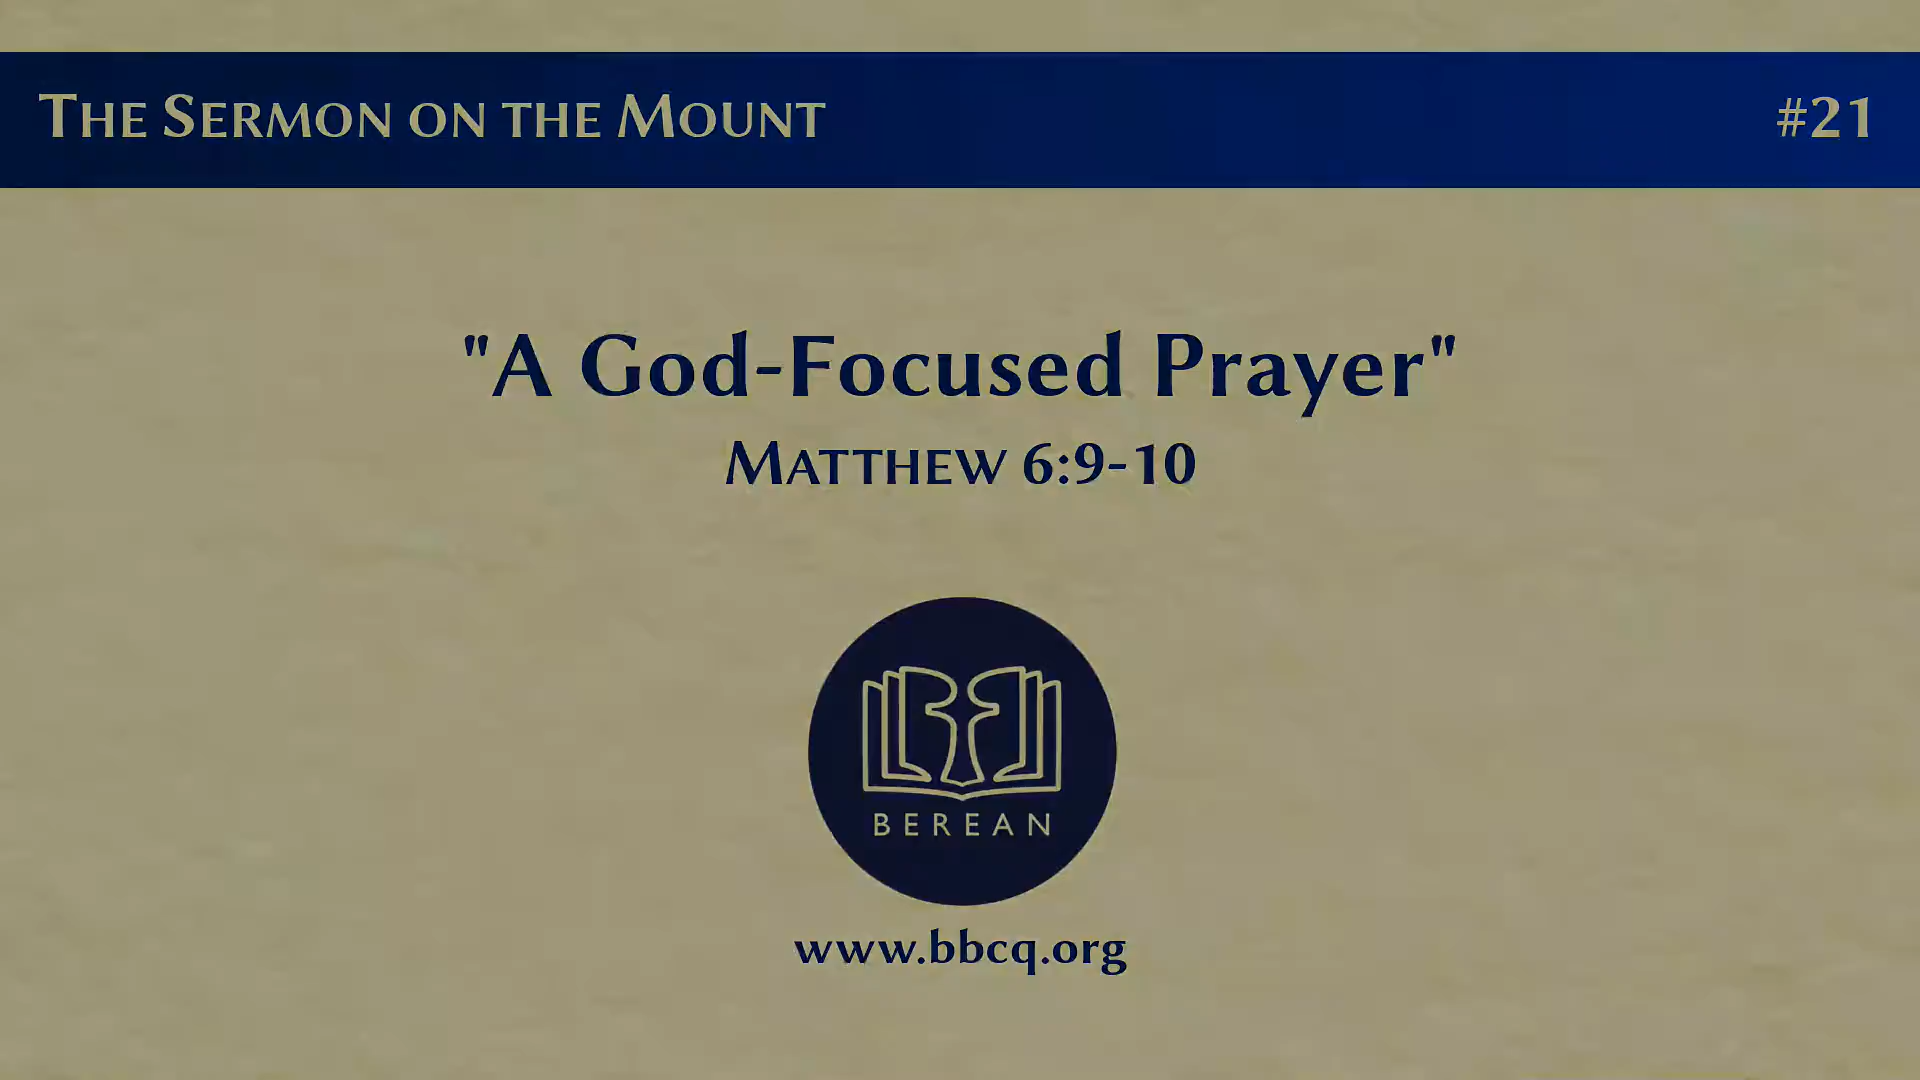 The Sermon on the Mount #21
"A God-Focused Prayer"
Matthew 6:9-10
BEREAN
www.bbcq.org